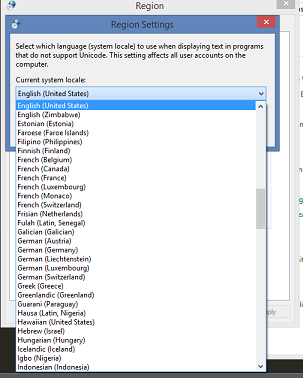 Region
Region Settings
Select which language (system locale) to use when displaying text in programs
that do not support Unicode. This setting affects all user accounts on the
computer.
Current system locale:
English (United States)
English (United States)
English (Zimbabwe)
Estonian (Estonia)
Faroese (Faroe Islands)
Filipino (Philippines)
Finnish (Finland)
French (Belgium)
French (Canada)
French (France)
French (Luxembourg)
French (Monaco)
French (Switzerland)
Frisian (Netherlands)
Fulah (Latin, Senegal)
Galician (Galician)
German (Austria)
German (Germany)
German (Liechtenstein)
German (Luxembourg)
German (Switzerland)
Greek (Greece)
Greenlandic (Greenland)
Guarani (Paraguay)
Hausa (Latin, Nigeria)
Hawaiian (United States)
Hebrew (Israel)
Hungarian (Hungary)
Icelandic (Iceland)
Igbo (Nigeria)
Indonesian (Indonesia)